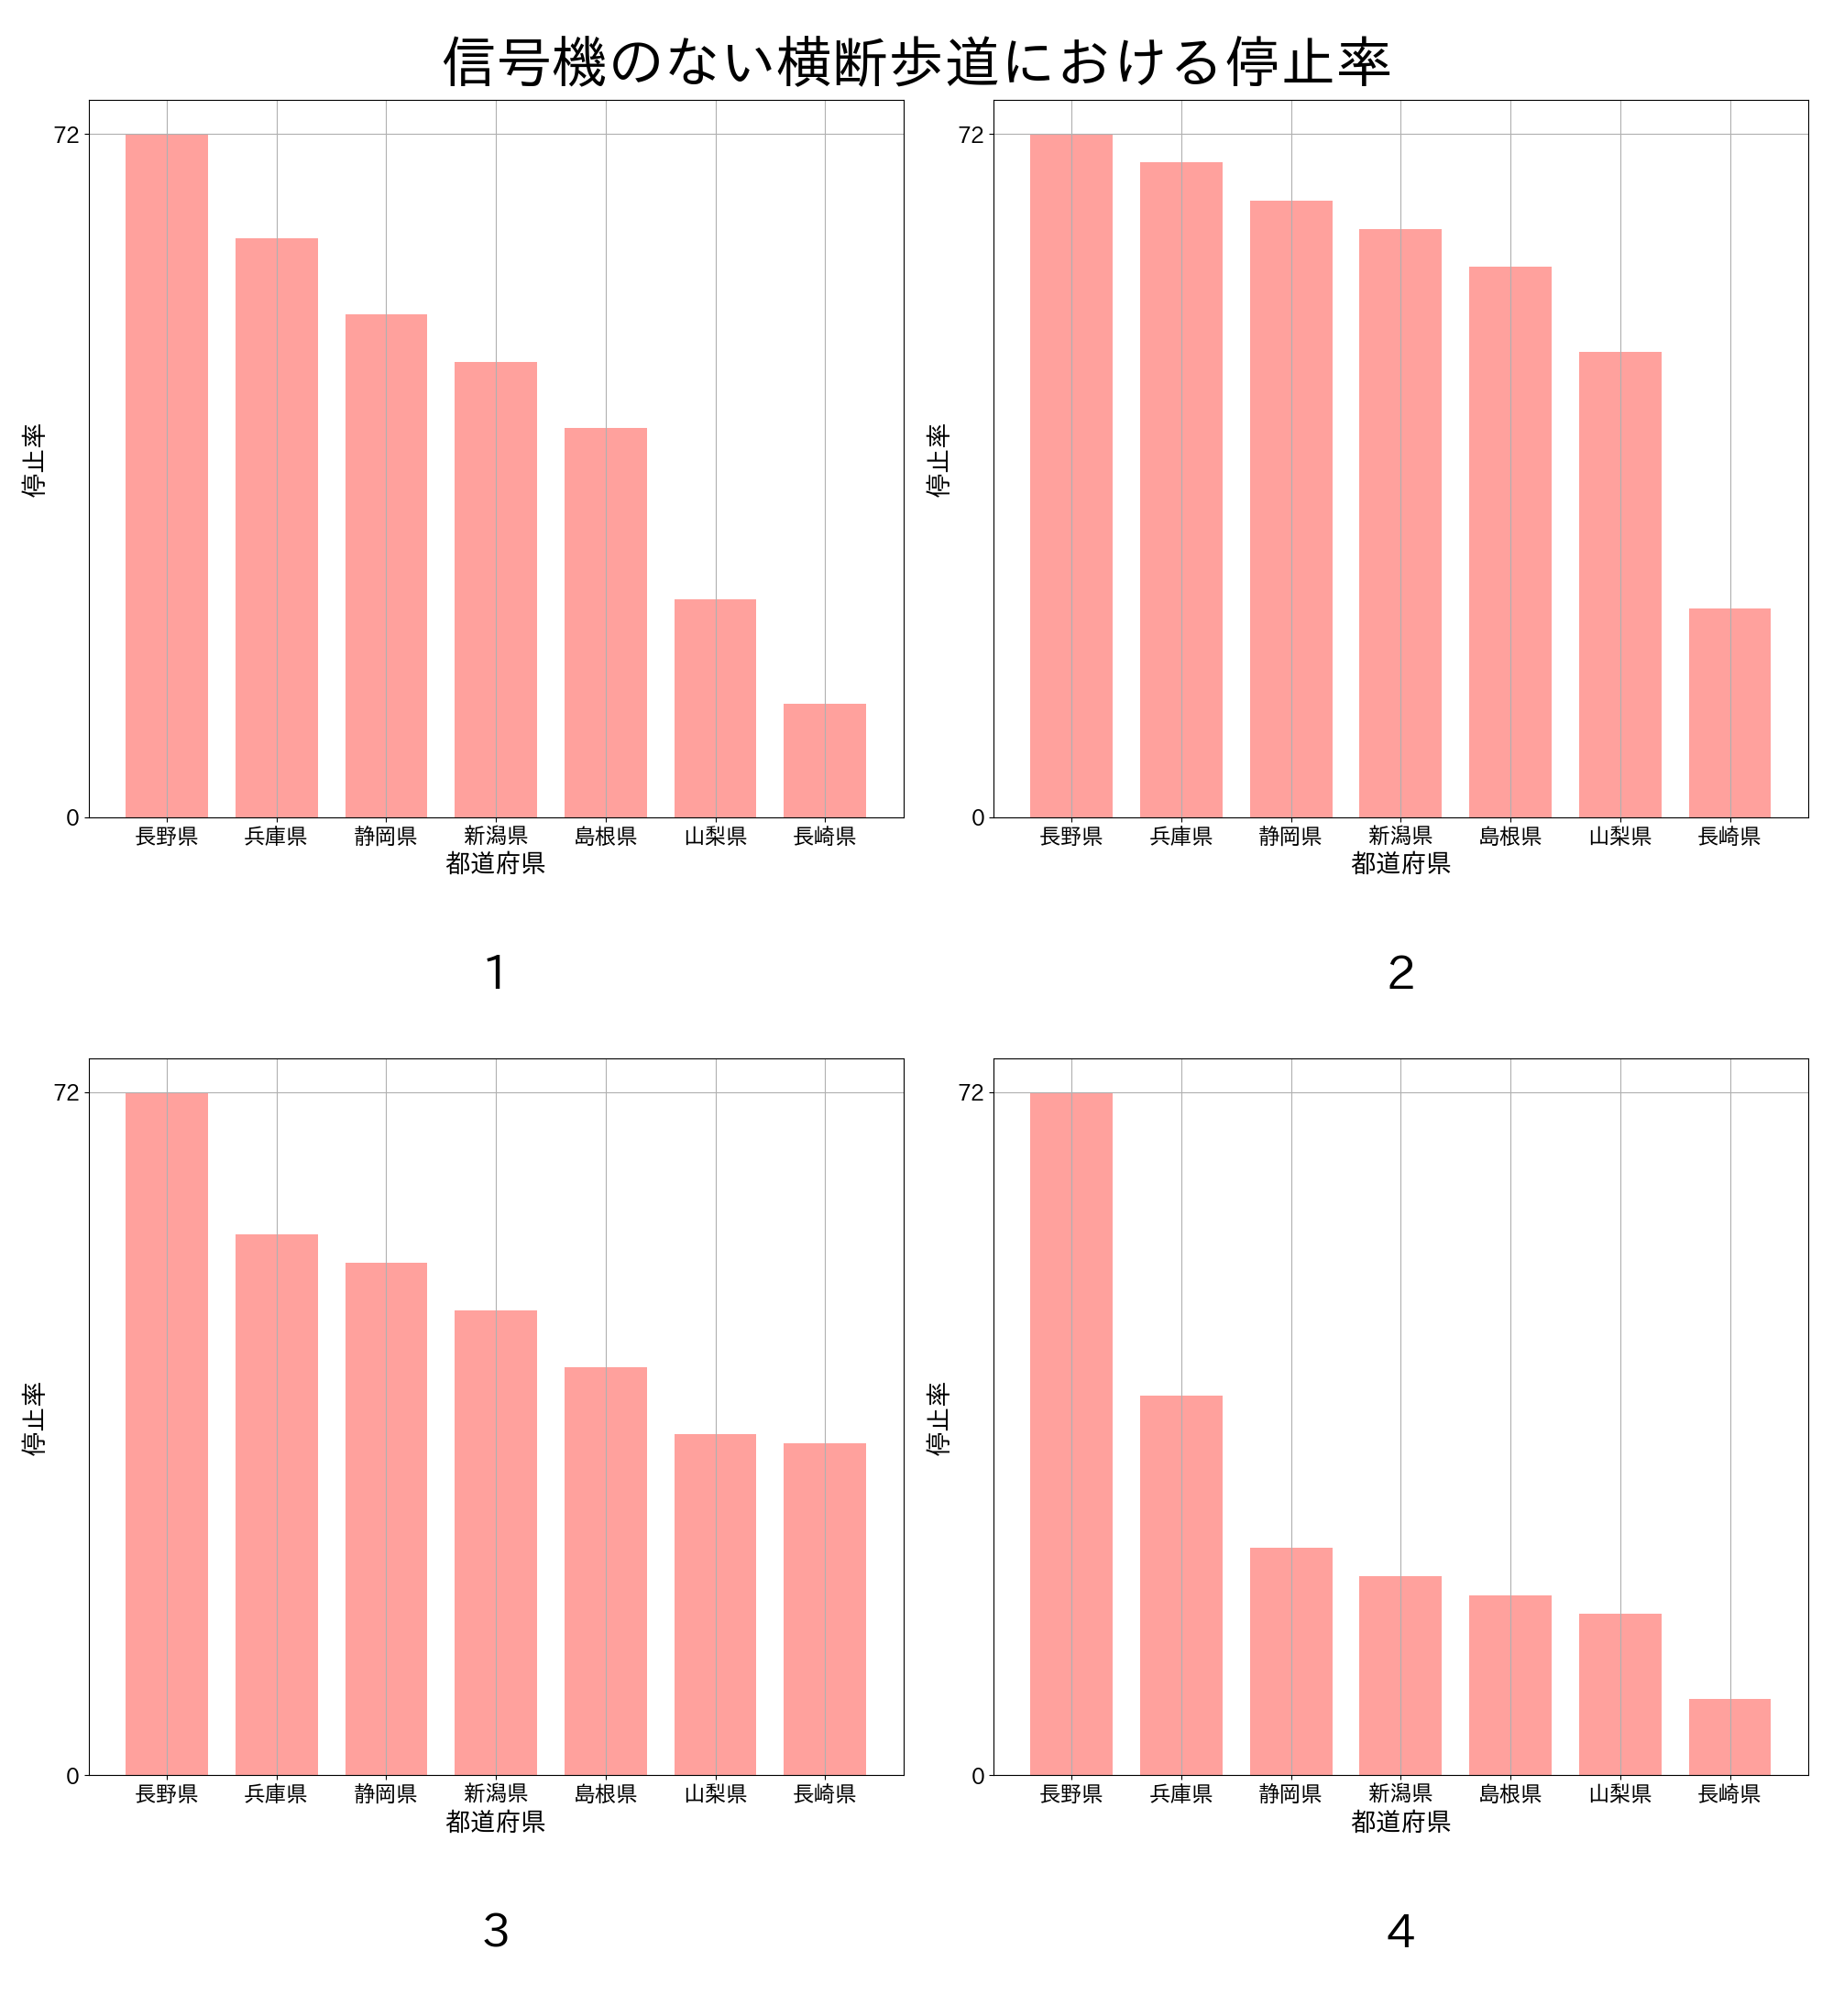 信号機のない横断歩道における停止率
72
0
停止率
長野県 兵庫県 静岡県 新潟県 島根県 山梨県 長崎県
都道府県
1
72
0
停止率
長野県 兵庫県 静岡県 新潟県 島根県 山梨県 長崎県
都道府県
2
72
0
停止率
長野県 兵庫県 静岡県 新潟県 島根県 山梨県 長崎県
都道府県
3
72
0
停止率
長野県 兵庫県 静岡県 新潟県 島根県 山梨県 長崎県
都道府県
4